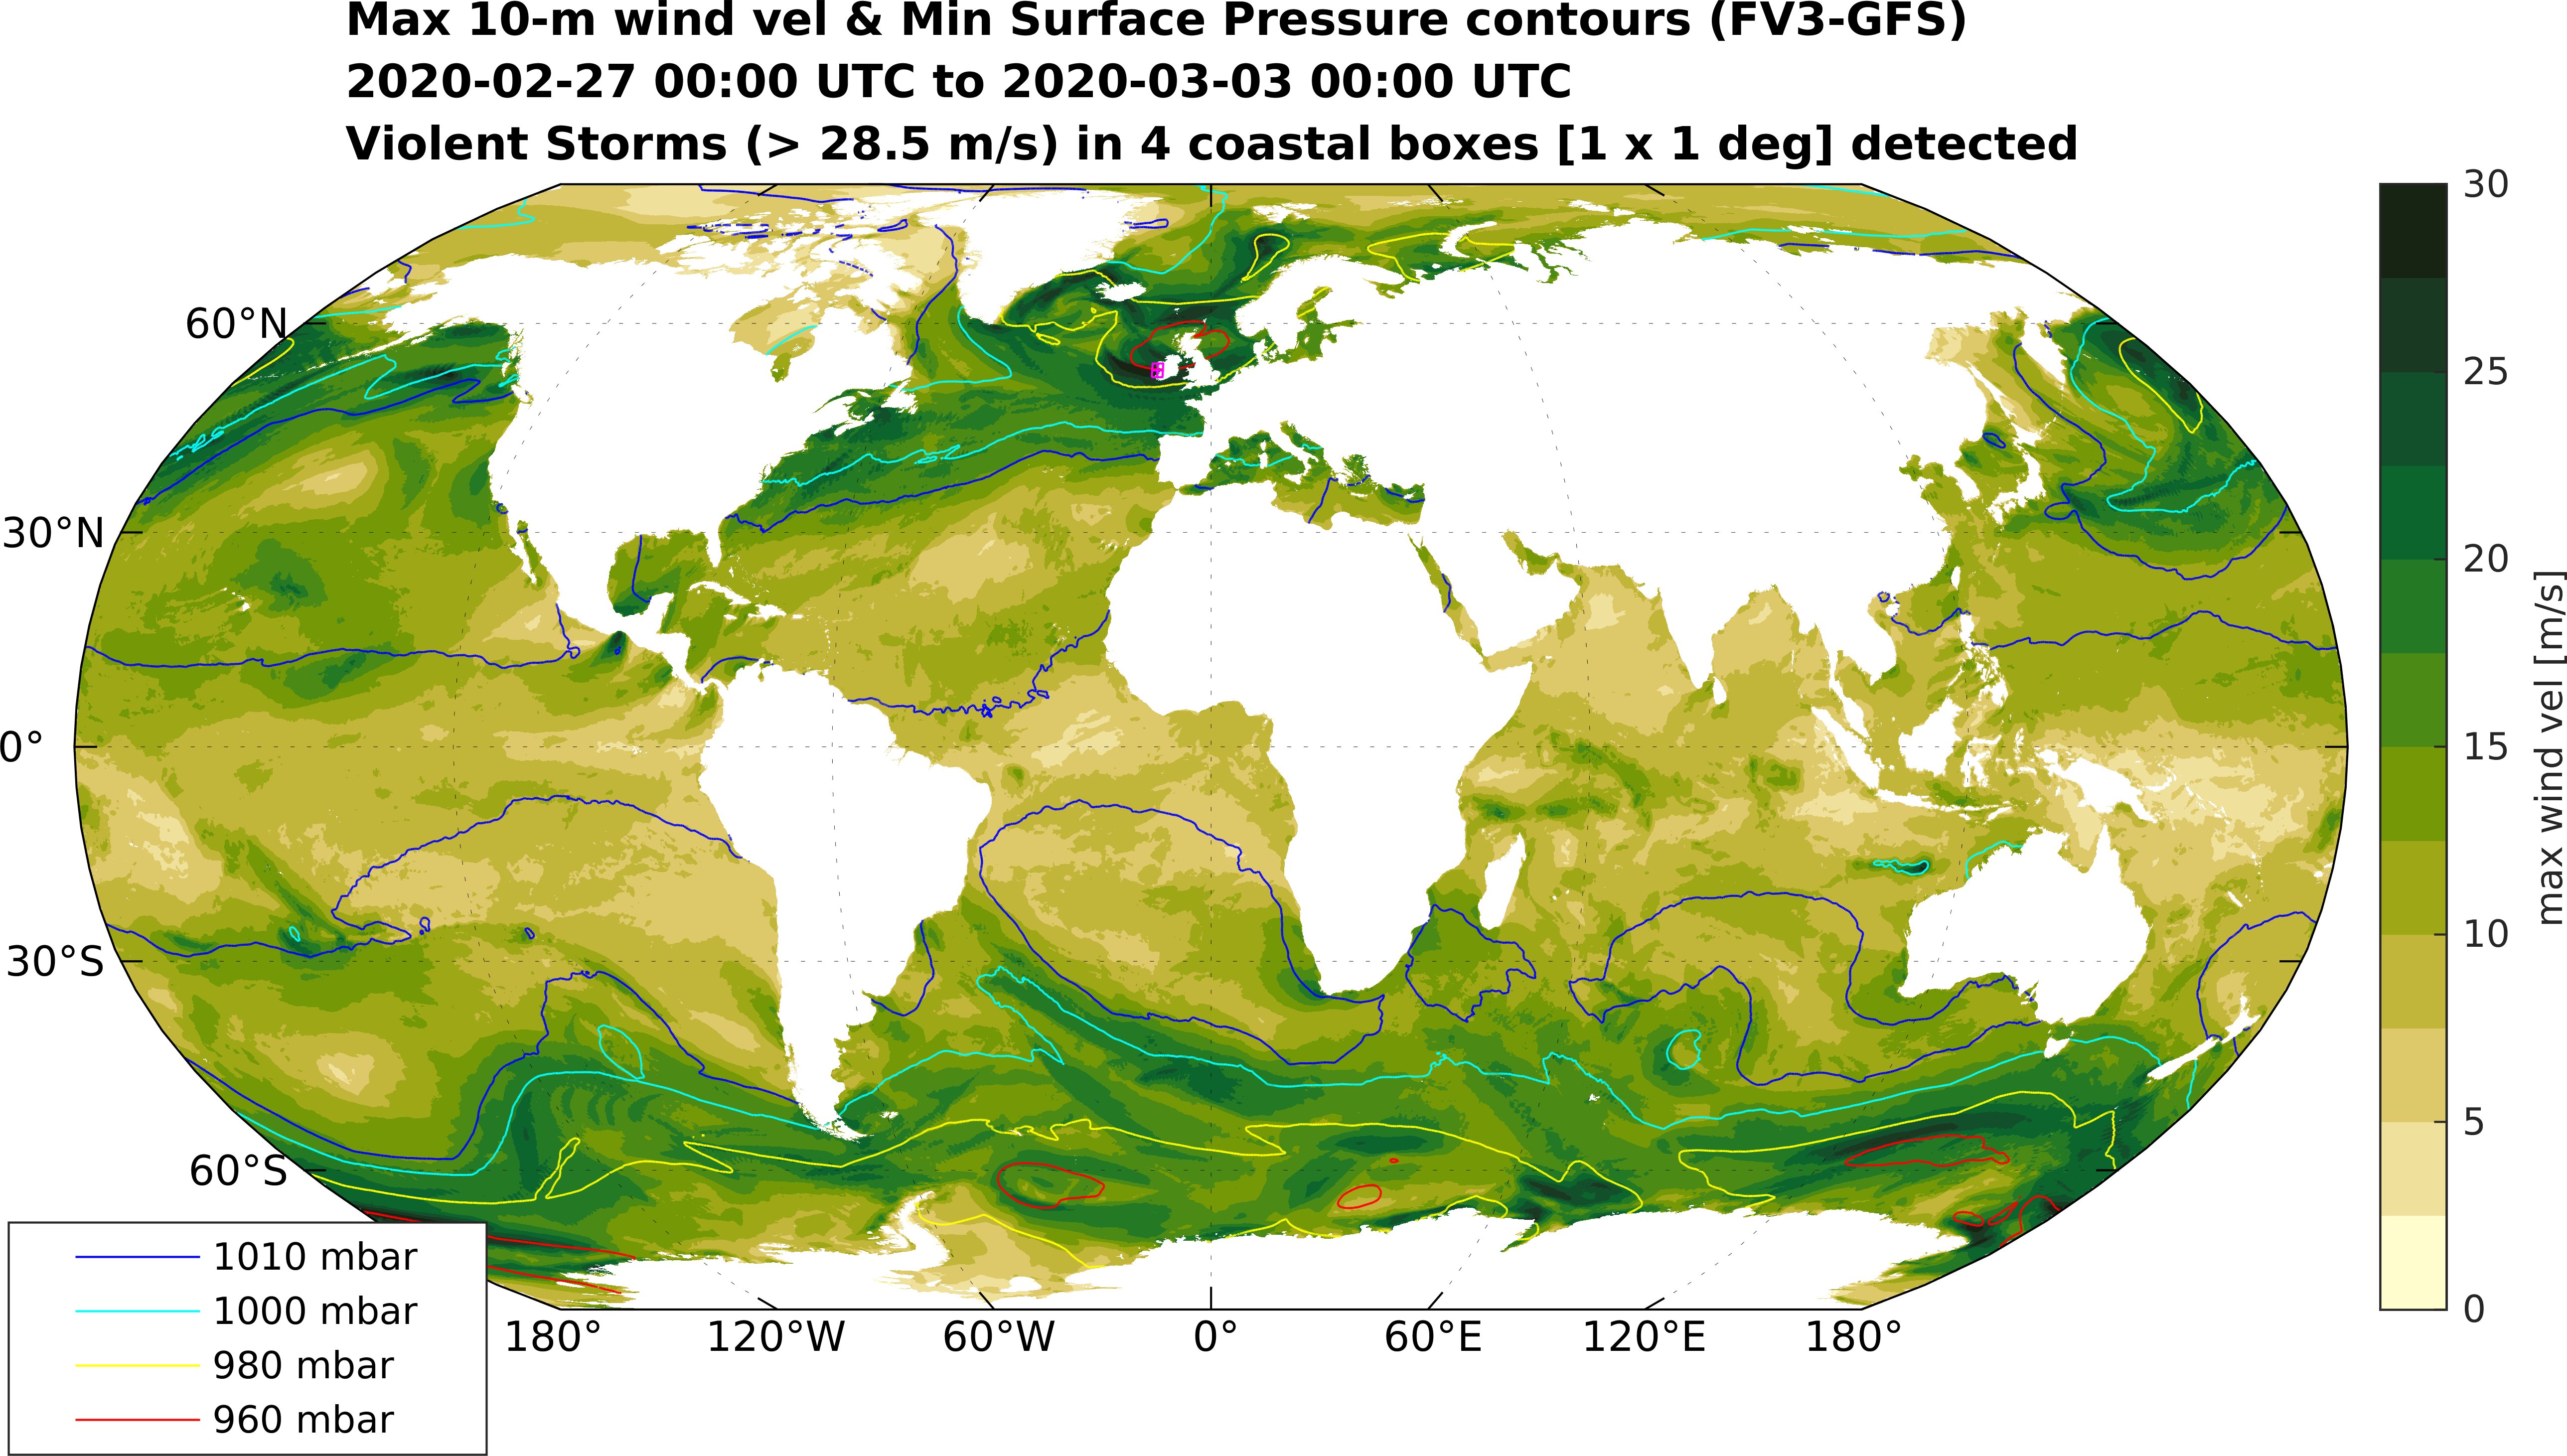 Max 10-m wind vel & Min Surface Pressure contours (FV3-GFS)
2020-02-27 00:00 UTC to 2020-03-03 00:00 UTC
Violent Storms (> 28.5 m/s) in 4 coastal boxes [1 x 1 deg] detected
60°N
30°N
0°
30°S
60°S
180°
120°W
60°W
0°
60°E
120°E
180°
1010 mbar
1000 mbar
980 mbar
960 mbar
30
25
20
15
10
5
0
max wind vel [m/s]